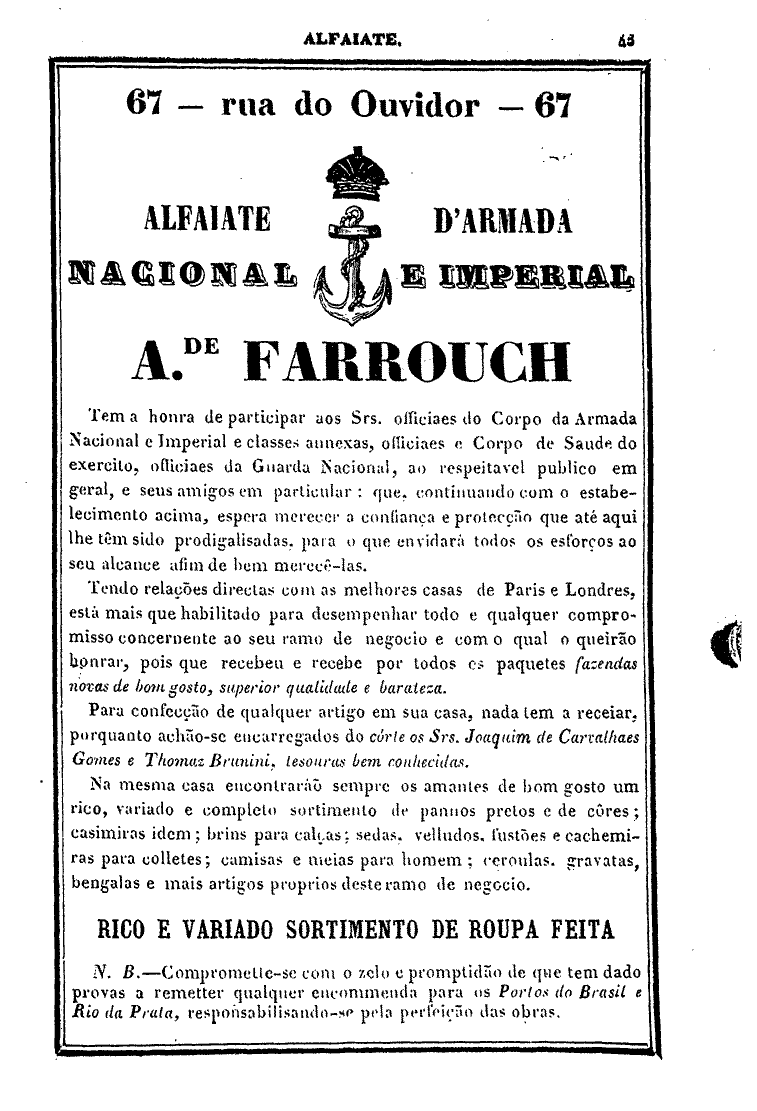 ALFAIATE. 45
67 — rua do Ouvidor — 67
ALFAIATE D'ARMADA
NACIONAL E IMPERIAL
A.DE FARROUCH
Tem a honra de participar aos Srs. officiaes do Corpo da Armada
Nacional e Imperial e classes annexas, officiaes e Corpo de Saude do
exercito, officiaes da Guarda Nacional, ao respeitavel publico em
geral, e seus amigos em particular : que, continuando com o estabe-
lecimento acima, espera merecer a confiança e protecção que até aqui
lhe têm sido prodigalisadas, para o que envidará todos os esforços ao
seu alcance afim de bem merecê-las.
Tendo relações directas com as melhores casas de Paris e Londres,
está mais que habilitado para desempenhar todo e qualquer compro-
misso concernente ao seu ramo de negocio e com o qual o queirão
honrar, pois que recebeu e recebe por todos os paquetes fazendas
novas de bom gosto, superior qualidade e barateza.
Para confecção de qualquer artigo em sua casa, nada tem a receiar,
porquanto achão-se encarregados do córte os Srs. Joaquim de Carvalhaes
Gomes e Thomaz Brunini, tesouras bem conhecidas.
Na mesma casa encontraráõ sempre os amantes de bom gosto um
rico, variado e completo sortimento de pannos pretos e de côres ;
casimiras idem ; brins para calças ; sedas, velludos, fustões e cachemi-
ras para colletes ; camisas e meias para homem ; ceroulas, gravatas,
bengalas e mais artigos proprios deste ramo de negocio.
RICO E VARIADO SORTIMENTO DE ROUPA FEITA
N. B.—Compromette-se com o zelo e promptidão de que tem dado
provas a remetter qualquer encommenda para os Portos do Brasil e
Rio da Prata, responsabilisando-se pela perfeição das obras.